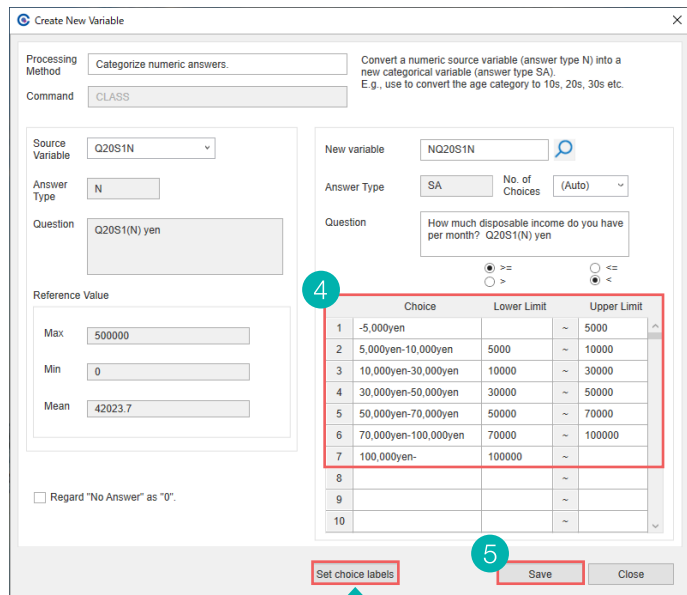 Create New Variable
Processing Method
Categorize numeric answers.
Convert a numeric source variable (answer type N) into a
new categorical variable (answer type SA).
E.g., use to convert the age category to 10s, 20s, 30s etc.
Command
CLASS
Source Variable
Q20S1N
Answer Type
N
Question
Q20S1(N) yen
Reference Value
Max
500000
Min
0
Mean
42023.7
Regard "No Answer" as "0".
New variable
NQ20S1N
Answer Type
SA
No. of Choices
(Auto)
Question
How much disposable income do you have
per month? Q20S1(N) yen
>= <=
> <
4
Choice Lower Limit Upper Limit
1 -5,000yen ~ 5000
2 5,000yen-10,000yen 5000 ~ 10000
3 10,000yen-30,000yen 10000 ~ 30000
4 30,000yen-50,000yen 30000 ~ 50000
5 50,000yen-70,000yen 50000 ~ 70000
6 70,000yen-100,000yen 70000 ~ 100000
7 100,000yen- 100000 ~
8 ~
9 ~
10 ~
5
Set choice labels
Save
Close